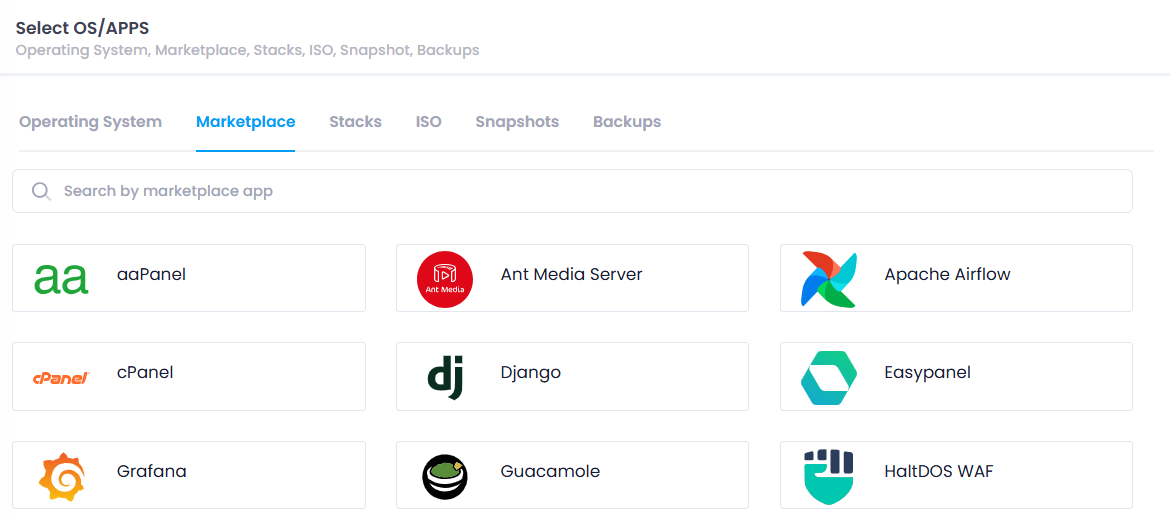 Select OS/APPS
Operating System, Marketplace, Stacks, ISO, Snapshot, Backups
Operating System Marketplace Stacks ISO Snapshots Backups
Search by marketplace app
aa aaPanel Ant Media Ant Media Server Apache Airflow
cPanel cPanel dj Django Easypanel
Grafana Guacamole HaltDOS WAF